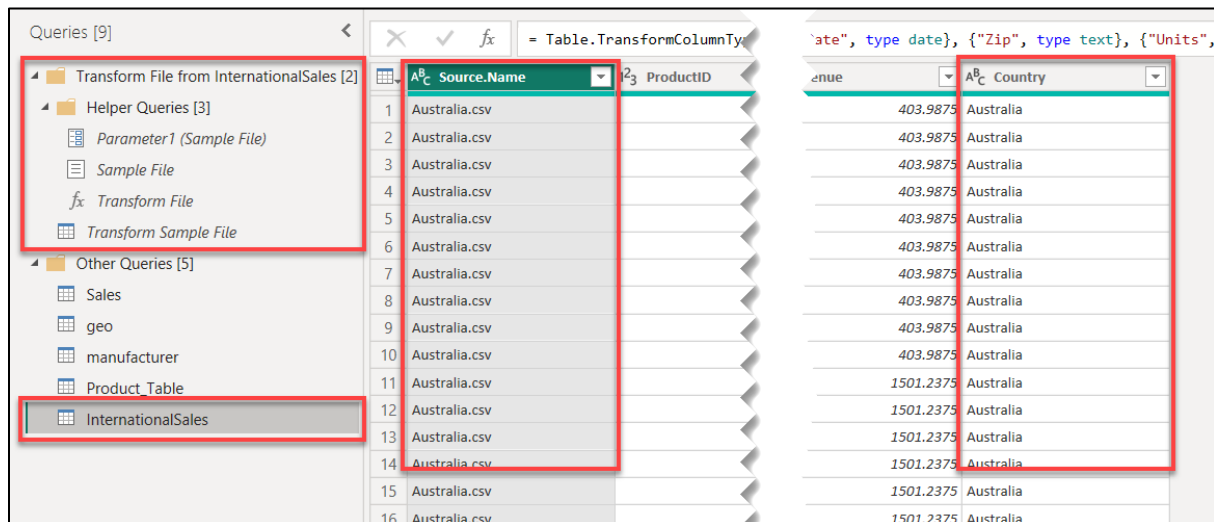 Queries [9]
Transform File from InternationalSales [2]
Helper Queries [3]
Parameter1 (Sample File)
Sample File
fx Transform File
Transform Sample File
Other Queries [5]
Sales
geo
manufacturer
Product_Table
InternationalSales
fx = Table.TransformColumnTy ate", type date}, {"Zip", type text}, {"Units",
ABC Source.Name 123 ProductID enue ABC Country
1 Australia.csv 403.9875 Australia
2 Australia.csv 403.9875 Australia
3 Australia.csv 403.9875 Australia
4 Australia.csv 403.9875 Australia
5 Australia.csv 403.9875 Australia
6 Australia.csv 403.9875 Australia
7 Australia.csv 403.9875 Australia
8 Australia.csv 403.9875 Australia
9 Australia.csv 403.9875 Australia
10 Australia.csv 403.9875 Australia
11 Australia.csv 1501.2375 Australia
12 Australia.csv 1501.2375 Australia
13 Australia.csv 1501.2375 Australia
14 Australia.csv 1501.2375 Australia
15 Australia.csv 1501.2375 Australia
16 Australia.csv 1501.2375 Australia